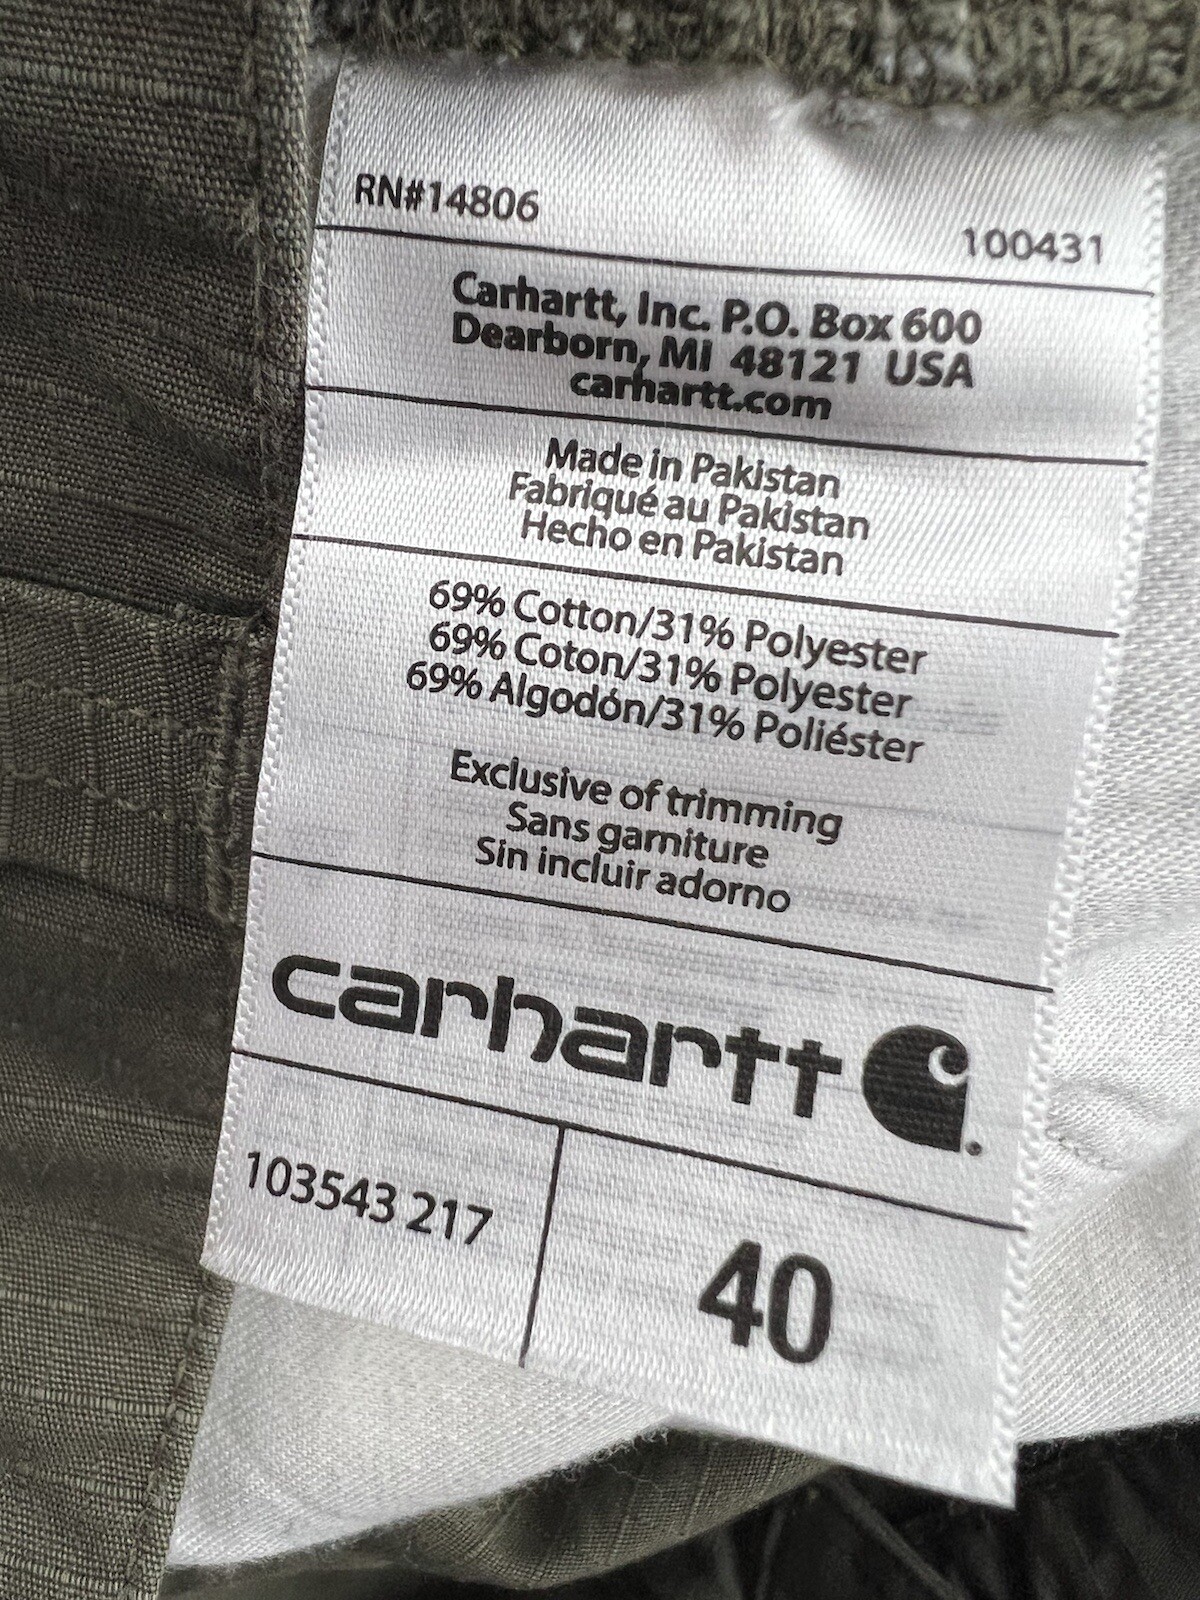 RN#14806
100431
Carhartt, Inc. P.O. Box 600
Dearborn, MI 48121 USA
carhartt.com
Made in Pakistan
Fabriqué au Pakistan
Hecho en Pakistan
69% Cotton/31% Polyester
69% Coton/31% Polyester
69% Algodón/31% Poliéster
Exclusive of trimming
Sans garniture
Sin incluir adorno
carhartt
103543 217
40